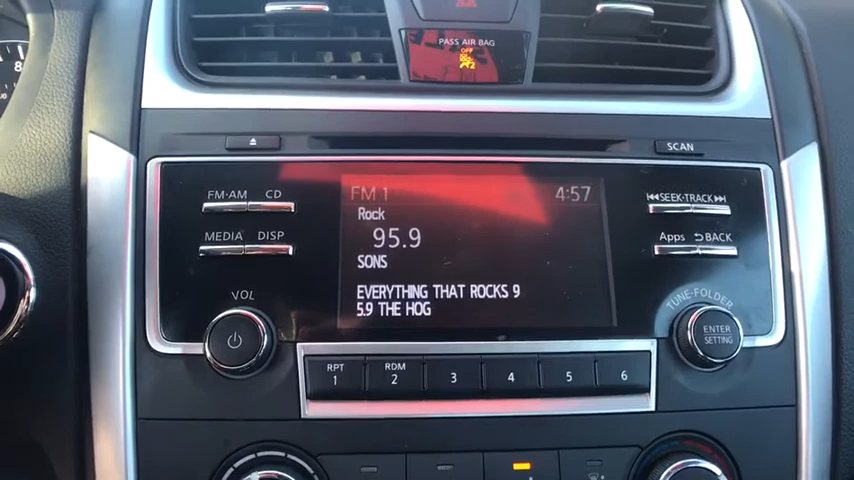 8
PASS AIR BAG
OFF
2
SCAN
FM·AM CD
FM 1 4:57
SEEK·TRACK
Rock
95.9
MEDIA DISP
Apps BACK
SONS
EVERYTHING THAT ROCKS 9
5.9 THE HOG
VOL
TUNE·FOLDER
ENTER
SETTING
RPT RDM
1 2 3 4 5 6